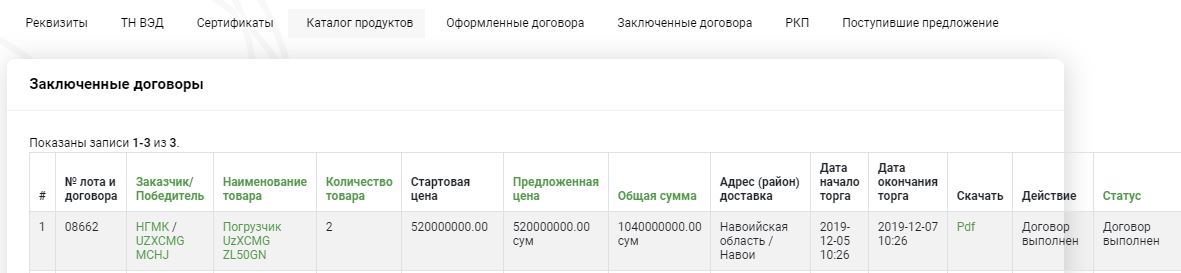 Реквизиты ТН ВЭД Сертификаты Каталог продуктов Оформленные договора Заключенные договора РКП Поступившие предложение
Заключенные договоры
Показаны записи 1-3 из 3.
# № лота и договора Заказчик/ Победитель Наименование товара Количество товара Стартовая цена Предложенная цена Общая сумма Адрес (район) доставка Дата начало торга Дата окончания торга Скачать Действие Статус
1 08662 НГМК / UZXCMG MCHJ Погрузчик UzXCMG ZL50GN 2 520000000.00 520000000.00 сум 1040000000.00 сум Навоийская область / Навои 2019-12-05 10:26 2019-12-07 10:26 Pdf Договор выполнен Договор выполнен